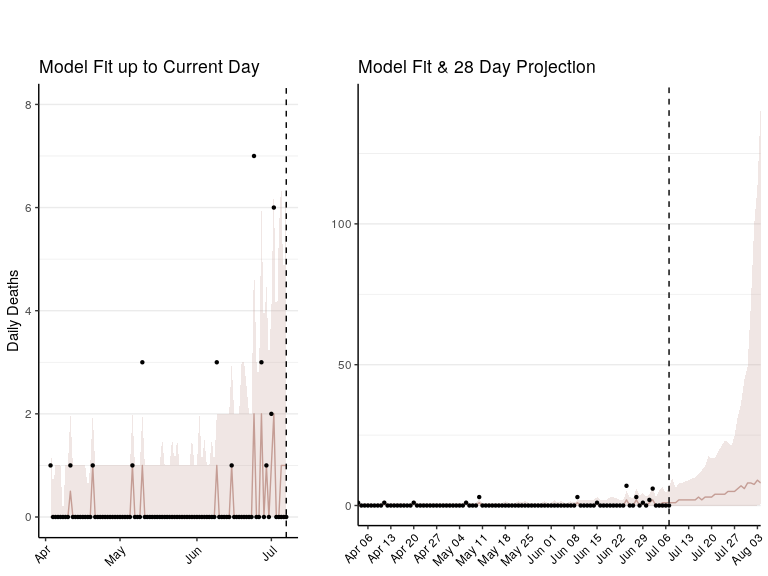 Model Fit up to Current Day
Model Fit & 28 Day Projection
Daily Deaths
8
6
4
2
0
Apr
May
Jun
Jul
100
50
0
Apr 06
Apr 13
Apr 20
Apr 27
May 04
May 11
May 18
May 25
Jun 01
Jun 08
Jun 15
Jun 22
Jun 29
Jul 06
Jul 13
Jul 20
Jul 27
Aug 03